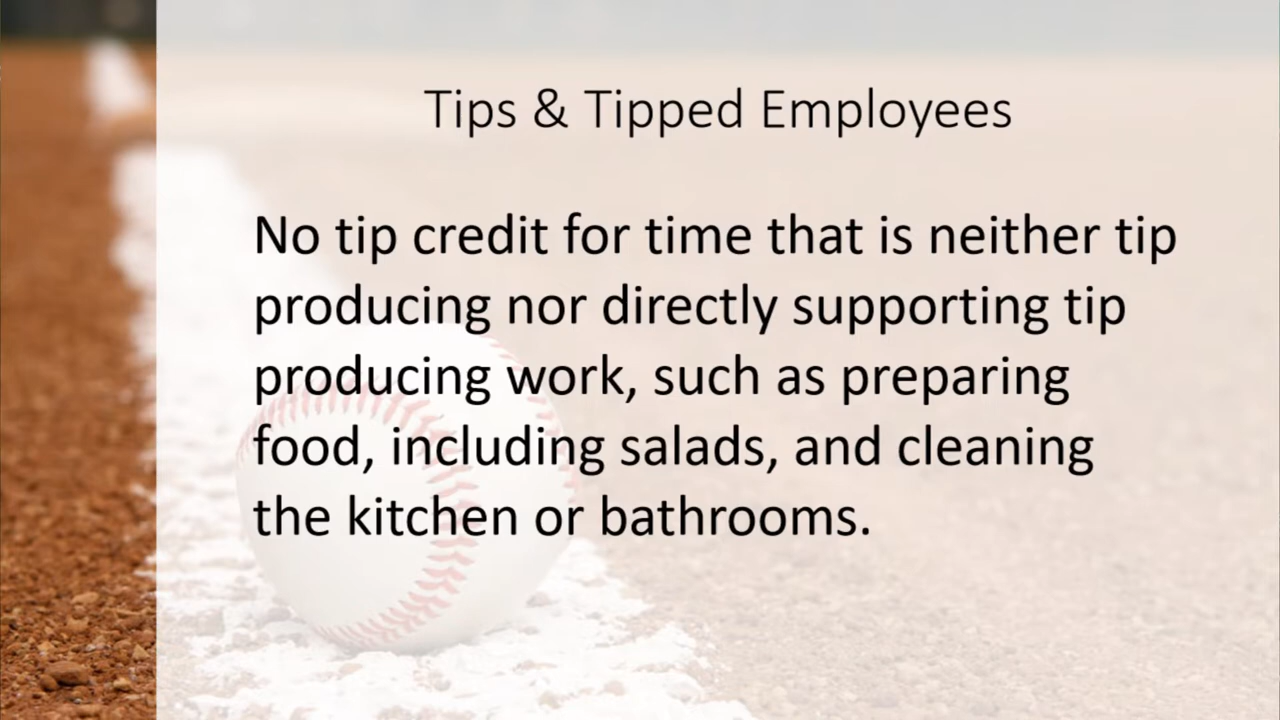 Tips & Tipped Employees
No tip credit for time that is neither tip
producing nor directly supporting tip
producing work, such as preparing
food, including salads, and cleaning
the kitchen or bathrooms.